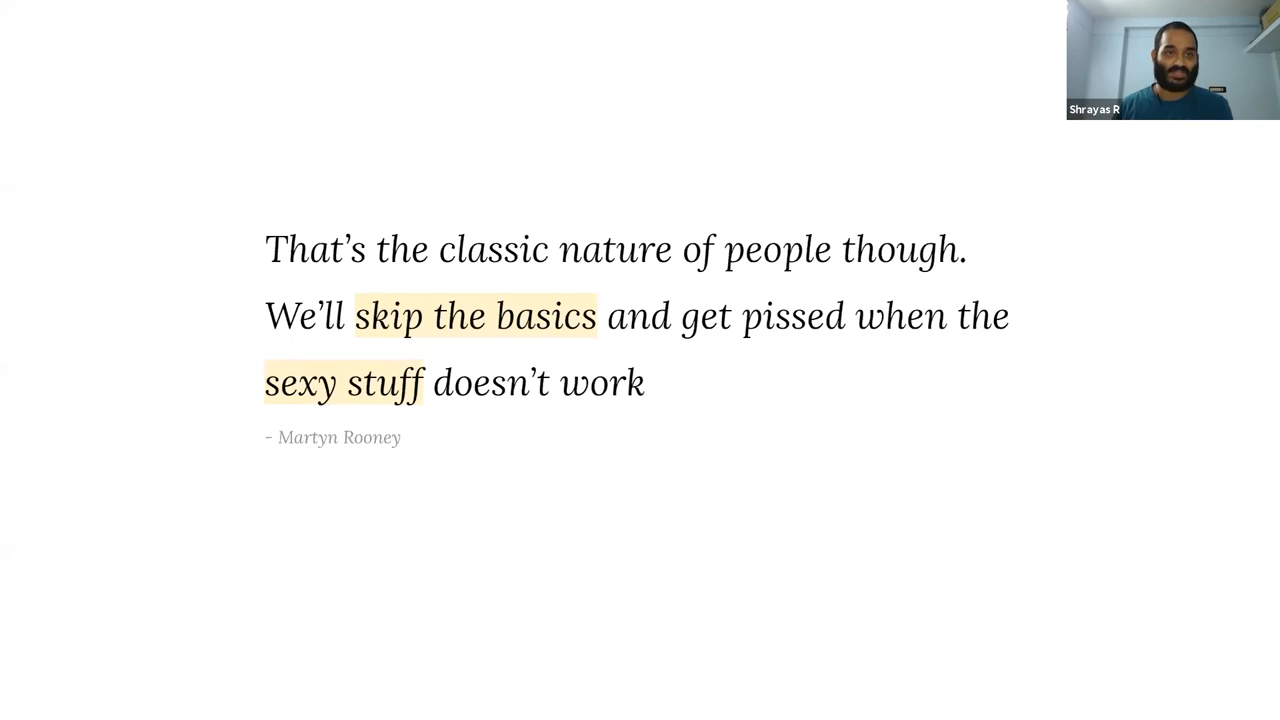 Shrayas R
That’s the classic nature of people though.
We’ll skip the basics and get pissed when the
sexy stuff doesn’t work
- Martyn Rooney